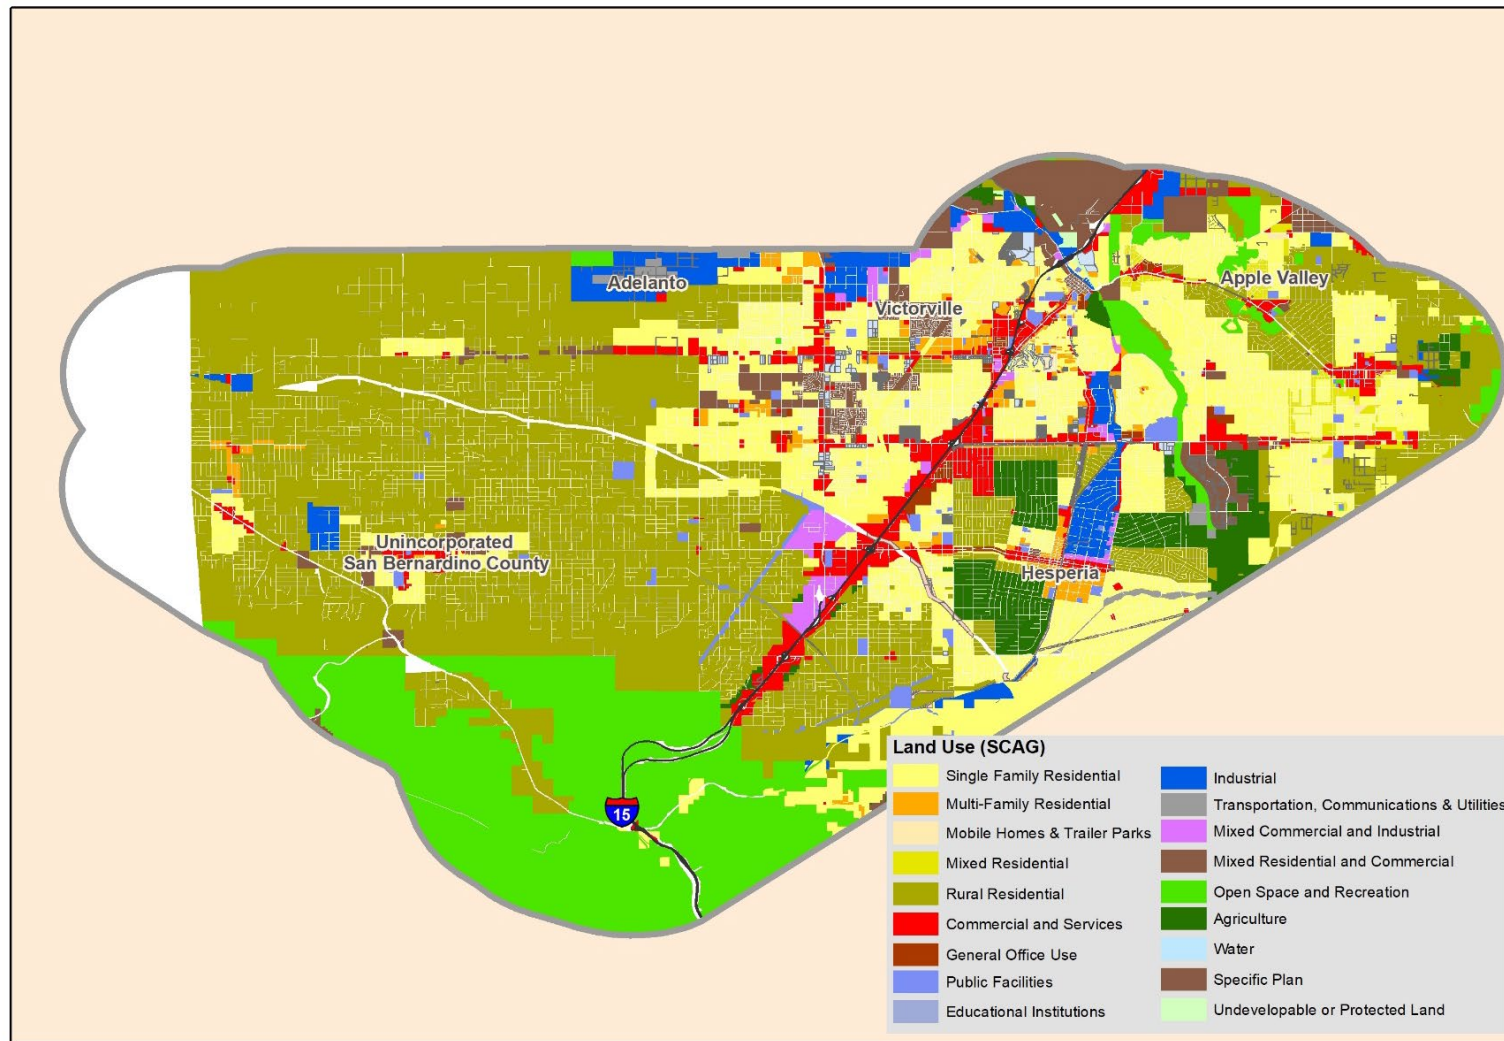 Adelanto
Victorville
Apple Valley
Unincorporated
San Bernardino County
Hesperia
15
Land Use (SCAG)
Single Family Residential
Multi-Family Residential
Mobile Homes & Trailer Parks
Mixed Residential
Rural Residential
Commercial and Services
General Office Use
Public Facilities
Educational Institutions
Industrial
Transportation, Communications & Utilities
Mixed Commercial and Industrial
Mixed Residential and Commercial
Open Space and Recreation
Agriculture
Water
Specific Plan
Undevelopable or Protected Land